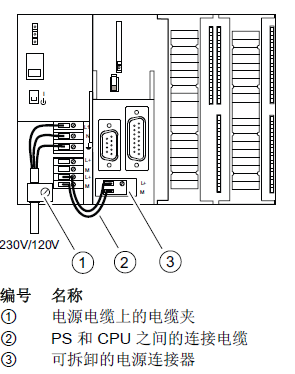 I
L1
N
L+
M
L+
M
L+
M
230V/120V
① ② ③
编号 名称
① 电源电缆上的电缆夹
② PS 和 CPU 之间的连接电缆
③ 可拆卸的电源连接器